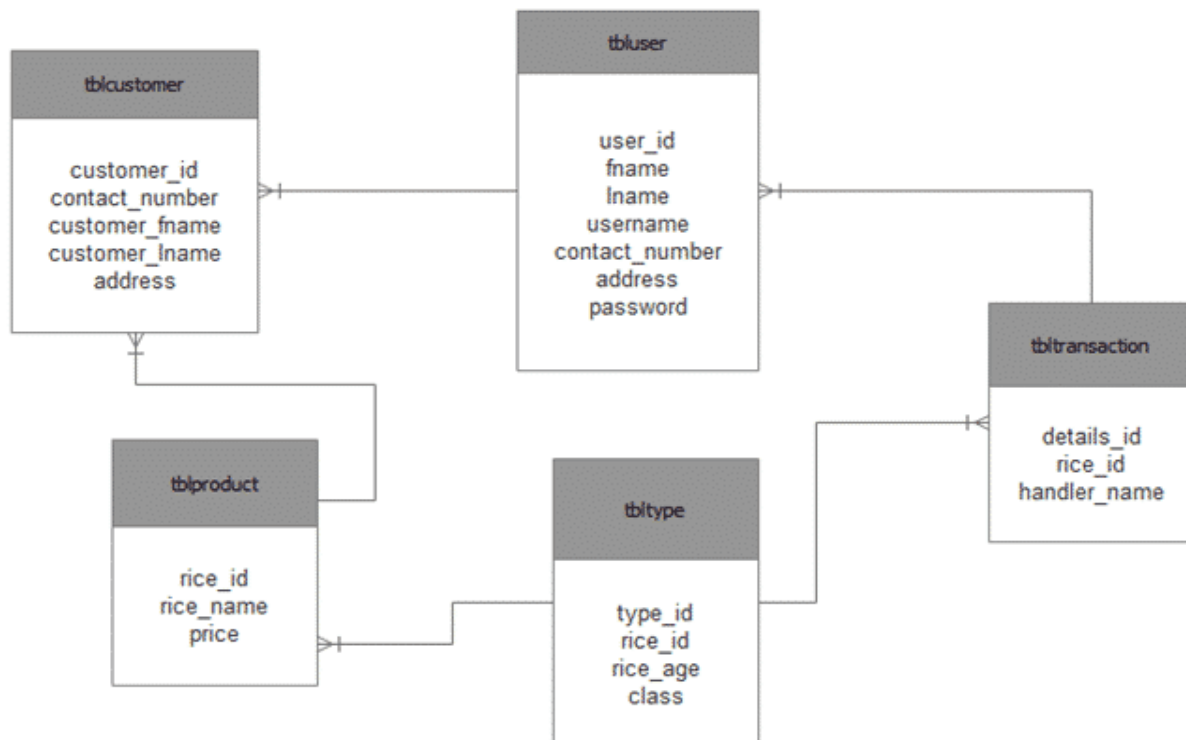 tblcustomer
customer_id
contact_number
customer_fname
customer_lname
address
tbluser
user_id
fname
lname
username
contact_number
address
password
tbltransaction
details_id
rice_id
handler_name
tblproduct
rice_id
rice_name
price
tbltype
type_id
rice_id
rice_age
class